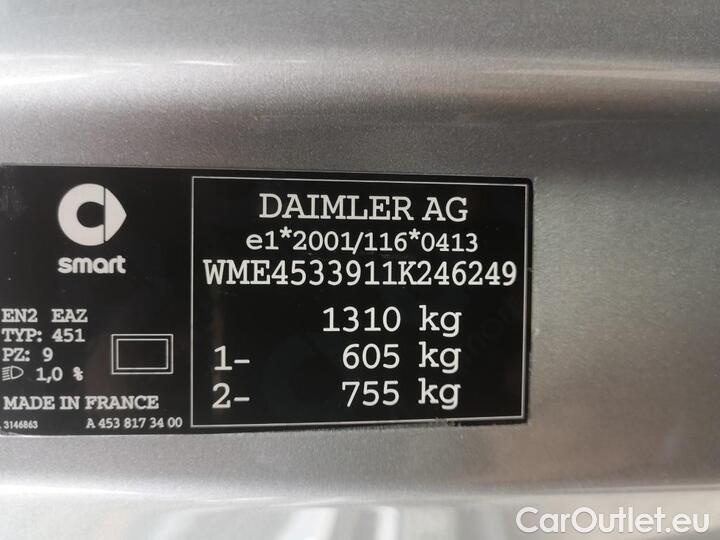 smart
EN2 EAZ
TYP: 451
PZ: 9
1,0 %
MADE IN FRANCE
3146863 A 453 817 34 00
DAIMLER AG
e1*2001/116*0413
WME4533911K246249
1310 kg
1- 605 kg
2- 755 kg
CarOutlet.eu